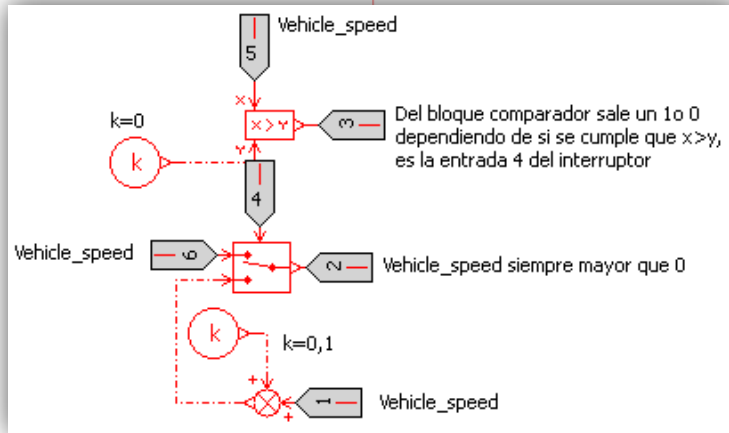 Vehicle_speed
5
X
k=0
X>Y
3
Del bloque comparador sale un 1o 0
dependiendo de si se cumple que x>y,
es la entrada 4 del interruptor
k
Y
4
Vehicle_speed
6
2
Vehicle_speed siempre mayor que 0
k
k=0,1
+
1
Vehicle_speed
+